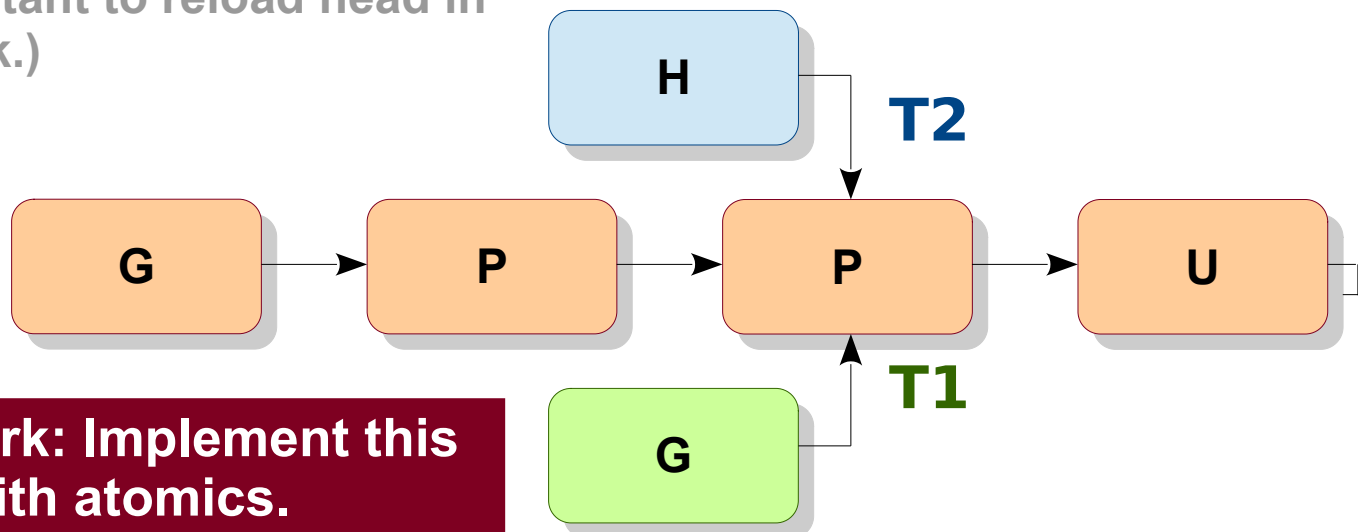 tant to reload head in
k.)
H
T2
G
P
P
U
T1
G
rk: Implement this
ith atomics.